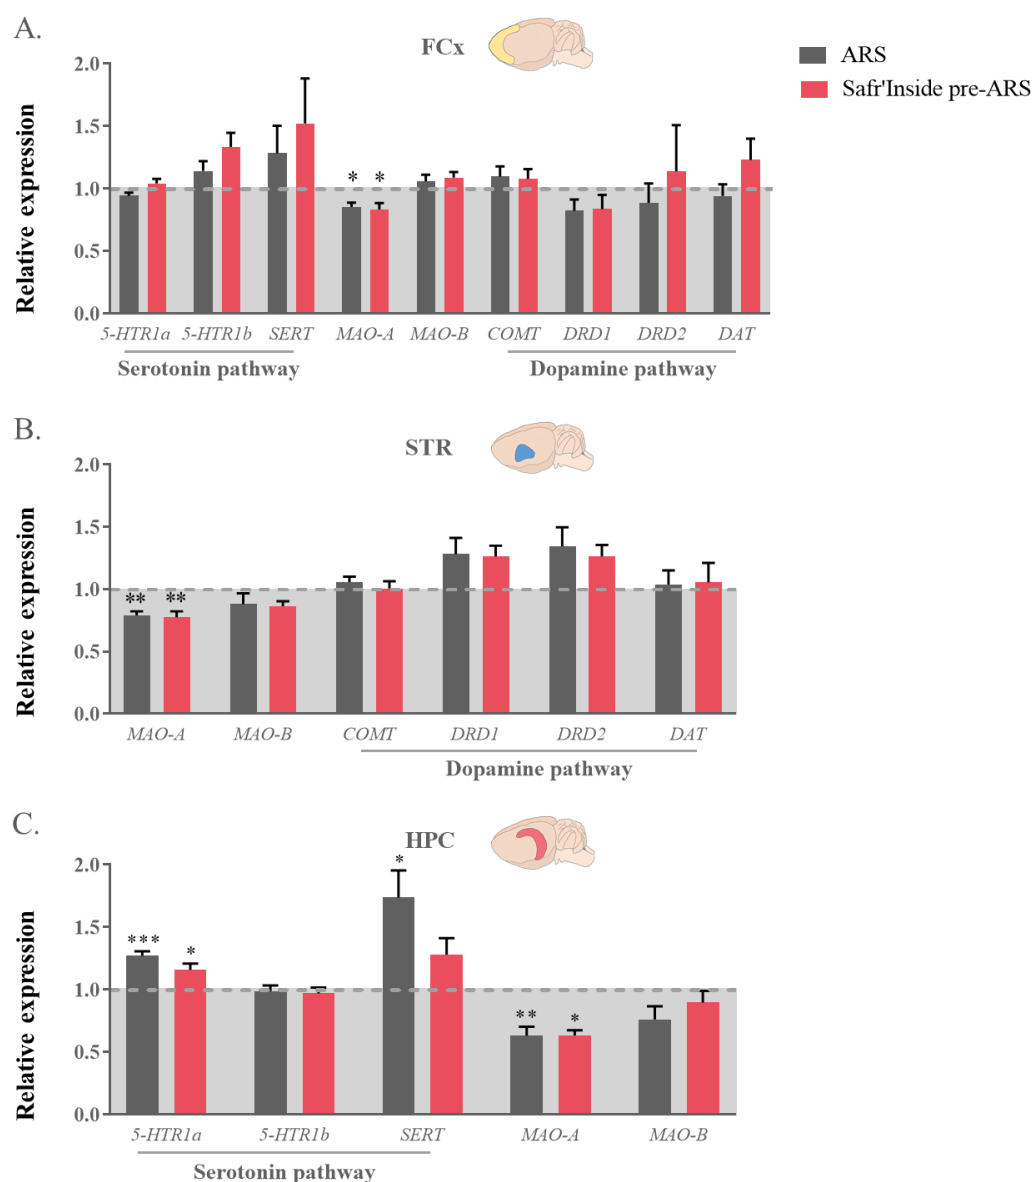 A.
FCx
ARS
Safr'Inside pre-ARS
Relative expression
2.0
1.5
1.0
0.5
0.0
* *
5-HTR1a 5-HTR1b SERT MAO-A MAO-B COMT DRD1 DRD2 DAT
Serotonin pathway Dopamine pathway
B.
STR
Relative expression
2.0
1.5
1.0
0.5
0.0
** **
MAO-A MAO-B COMT DRD1 DRD2 DAT
Dopamine pathway
C.
HPC
Relative expression
2.0
1.5
1.0
0.5
0.0
*
*** *
** *
5-HTR1a 5-HTR1b SERT MAO-A MAO-B
Serotonin pathway